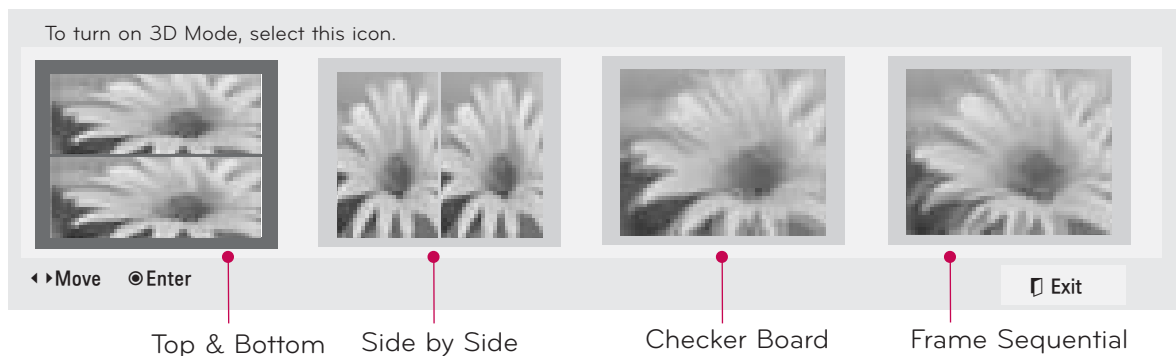 To turn on 3D Mode, select this icon.
Move Enter
Exit
Top & Bottom Side by Side Checker Board Frame Sequential